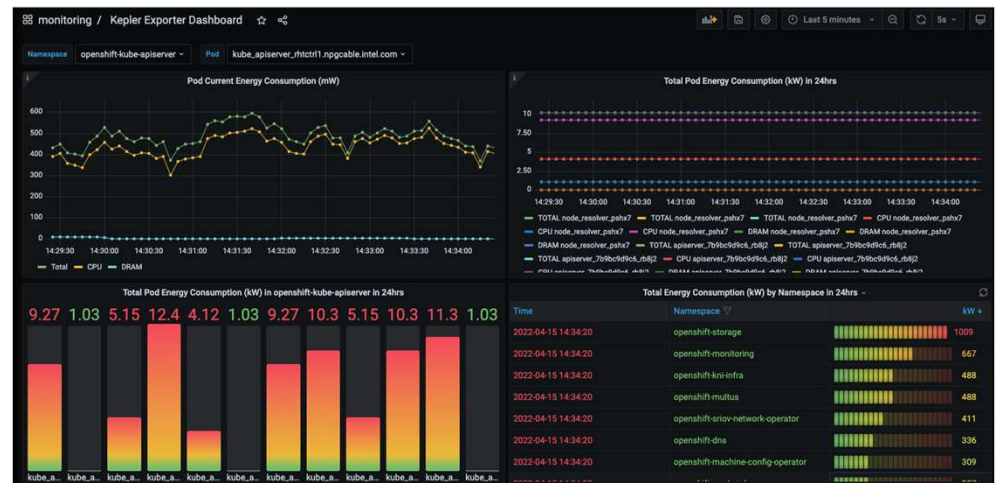 monitoring / Kepler Exporter Dashboard
Last 5 minutes
5s
Namespace openshift-kube-apiserver
Pod kube_apiserver_rhtctrl1.npgcable.intel.com
Pod Current Energy Consumption (mW)
600
500
400
300
200
100
0
14:29:30 14:30:00 14:30:30 14:31:00 14:31:30 14:32:00 14:32:30 14:33:00 14:33:30 14:34:00
Total CPU DRAM
Total Pod Energy Consumption (kW) in 24hrs
10
7.50
5
2.50
0
14:29:30 14:30:00 14:30:30 14:31:00 14:31:30 14:32:00 14:32:30 14:33:00 14:33:30 14:34:00
TOTAL node_resolver_pshx7 TOTAL node_resolver_pshx7 TOTAL node_resolver_pshx7 CPU node_resolver_pshx7
CPU node_resolver_pshx7 CPU node_resolver_pshx7 DRAM node_resolver_pshx7 DRAM node_resolver_pshx7
DRAM node_resolver_pshx7 TOTAL apiserver_7b9bc9d9c6_rb8j2 TOTAL apiserver_7b9bc9d9c6_rb8j2
TOTAL apiserver_7b9bc9d9c6_rb8j2 CPU apiserver_7b9bc9d9c6_rb8j2 CPU apiserver_7b9bc9d9c6_rb8j2
Total Pod Energy Consumption (kW) in openshift-kube-apiserver in 24hrs
9.27 1.03 5.15 12.4 4.12 1.03 9.27 10.3 5.15 10.3 11.3 1.03
kube_a... kube_a... kube_a... kube_a... kube_a... kube_a... kube_a... kube_a... kube_a... kube_a... kube_a... kube_a...
Total Energy Consumption (kW) by Namespace in 24hrs
Time Namespace kW
2022-04-15 14:34:20 openshift-storage 1009
2022-04-15 14:34:20 openshift-monitoring 667
2022-04-15 14:34:20 openshift-kni-infra 488
2022-04-15 14:34:20 openshift-multus 488
2022-04-15 14:34:20 openshift-sriov-network-operator 411
2022-04-15 14:34:20 openshift-dns 336
2022-04-15 14:34:20 openshift-machine-config-operator 309